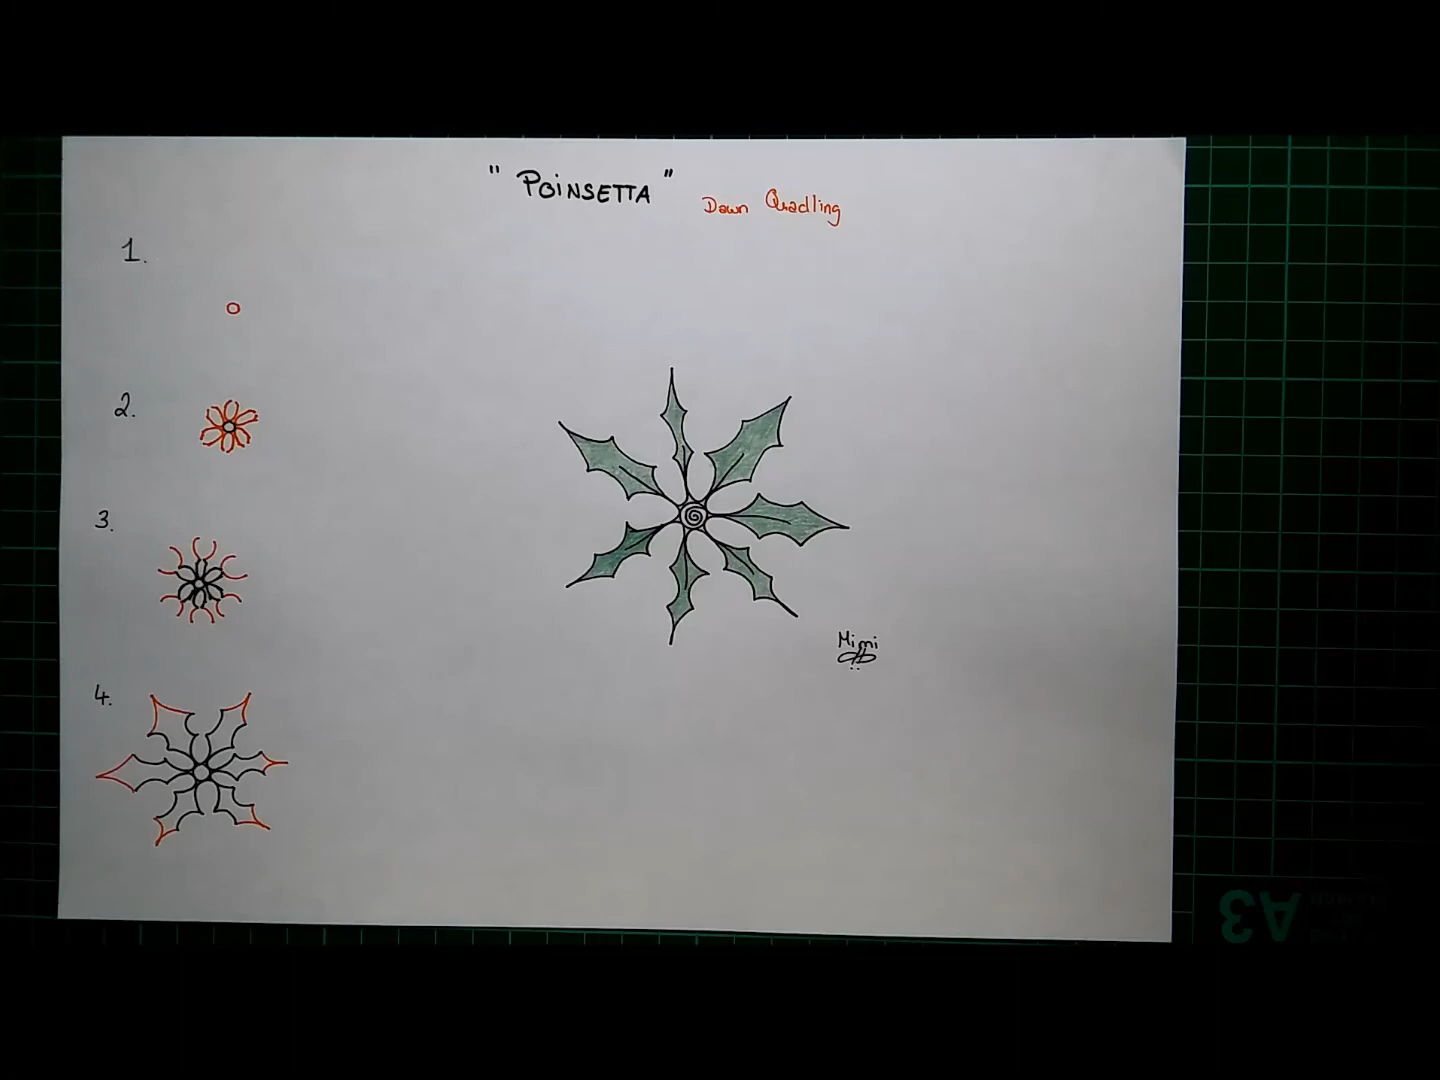 " POINSETTA "
Dawn Quadling
1.
2.
3.
4.
Mimi
A3